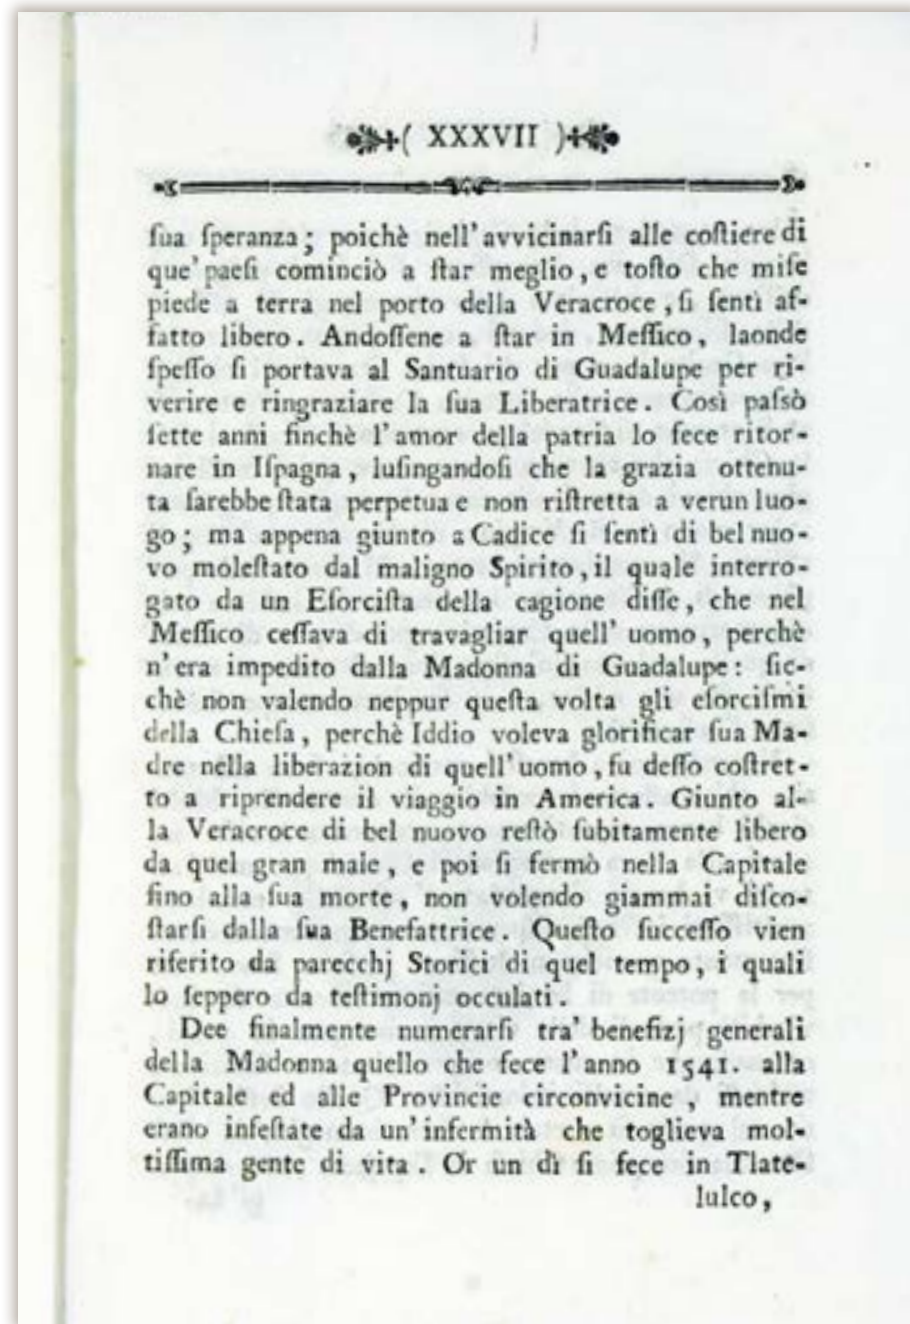 ( XXXVII )
ſua ſperanza; poichè nell'avvicinarſi alle coſtiere di
que' paeſi cominciò a ſtar meglio, e toſto che miſe
piede a terra nel porto della Veracroce, ſi ſentì af-
fatto libero. Andoſſene a ſtar in Meſſico, laonde
ſpeſſo ſi portava al Santuario di Guadalupe per ri-
verire e ringraziare la ſua Liberatrice. Così paſsò
ſette anni finchè l'amor della patria lo fece ritor-
nare in Iſpagna, luſingandoſi che la grazia ottenu-
ta ſarebbe ſtata perpetua e non riſtretta a verun luo-
go; ma appena giunto a Cadice ſi ſentì di bel nuo-
vo moleſtato dal maligno Spirito, il quale interro-
gato da un Eſorciſta della cagione diſſe, che nel
Meſſico ceſſava di travagliar quell' uomo, perchè
n'era impedito dalla Madonna di Guadalupe: ſic-
chè non valendo neppur queſta volta gli eſorciſmi
della Chieſa, perchè Iddio voleva glorificar ſua Ma-
dre nella liberazion di quell'uomo, fu deſſo coſtret-
to a riprendere il viaggio in America. Giunto al-
la Veracroce di bel nuovo reſtò ſubitamente libero
da quel gran male, e poi ſi fermò nella Capitale
fino alla ſua morte, non volendo giammai diſco-
ſtarſi dalla ſua Benefattrice. Queſto ſucceſſo vien
riferito da parecchj Storici di quel tempo, i quali
lo ſeppero da teſtimonj occulati.
Dee finalmente numerarſi tra' benefizj generali
della Madonna quello che fece l'anno 1541. alla
Capitale ed alle Provincie circonvicine, mentre
erano infeſtate da un'infermità che toglieva mol-
tiſſima gente di vita. Or un dì ſi fece in Tlate-
lulco,